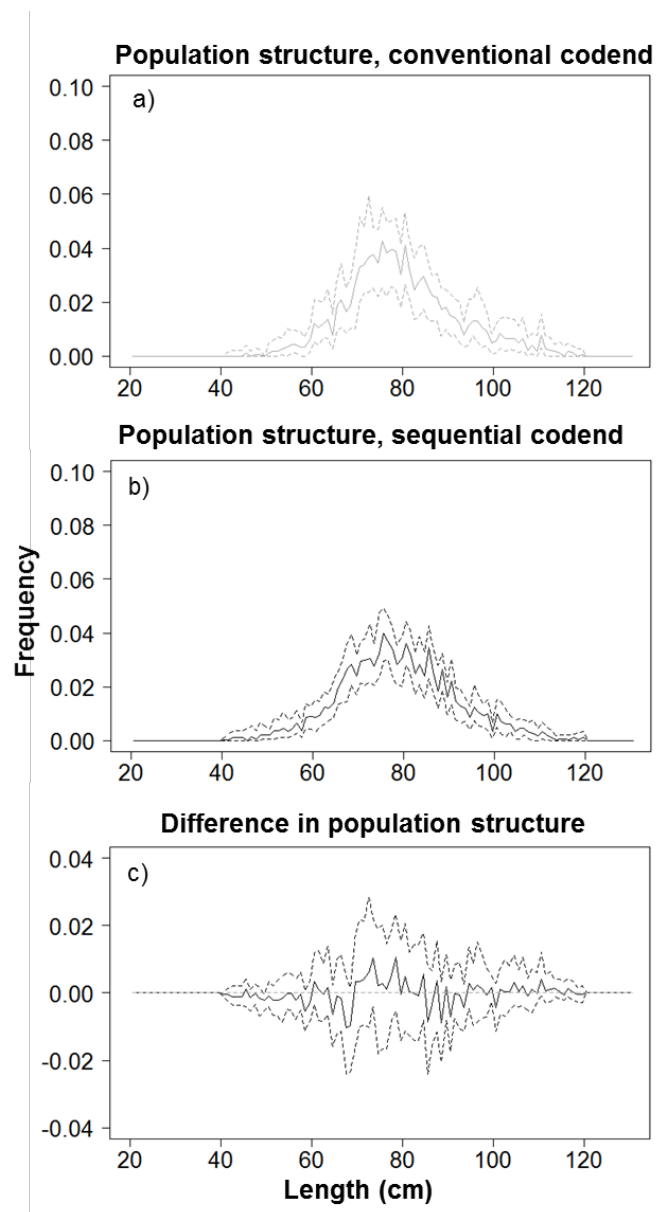 Population structure, conventional codend
a)
0.10
0.08
0.06
0.04
0.02
0.00
20 40 60 80 100 120
Population structure, sequential codend
b)
0.10
0.08
0.06
0.04
0.02
0.00
20 40 60 80 100 120
Frequency
Difference in population structure
c)
0.04
0.02
0.00
-0.02
-0.04
20 40 60 80 100 120
Length (cm)